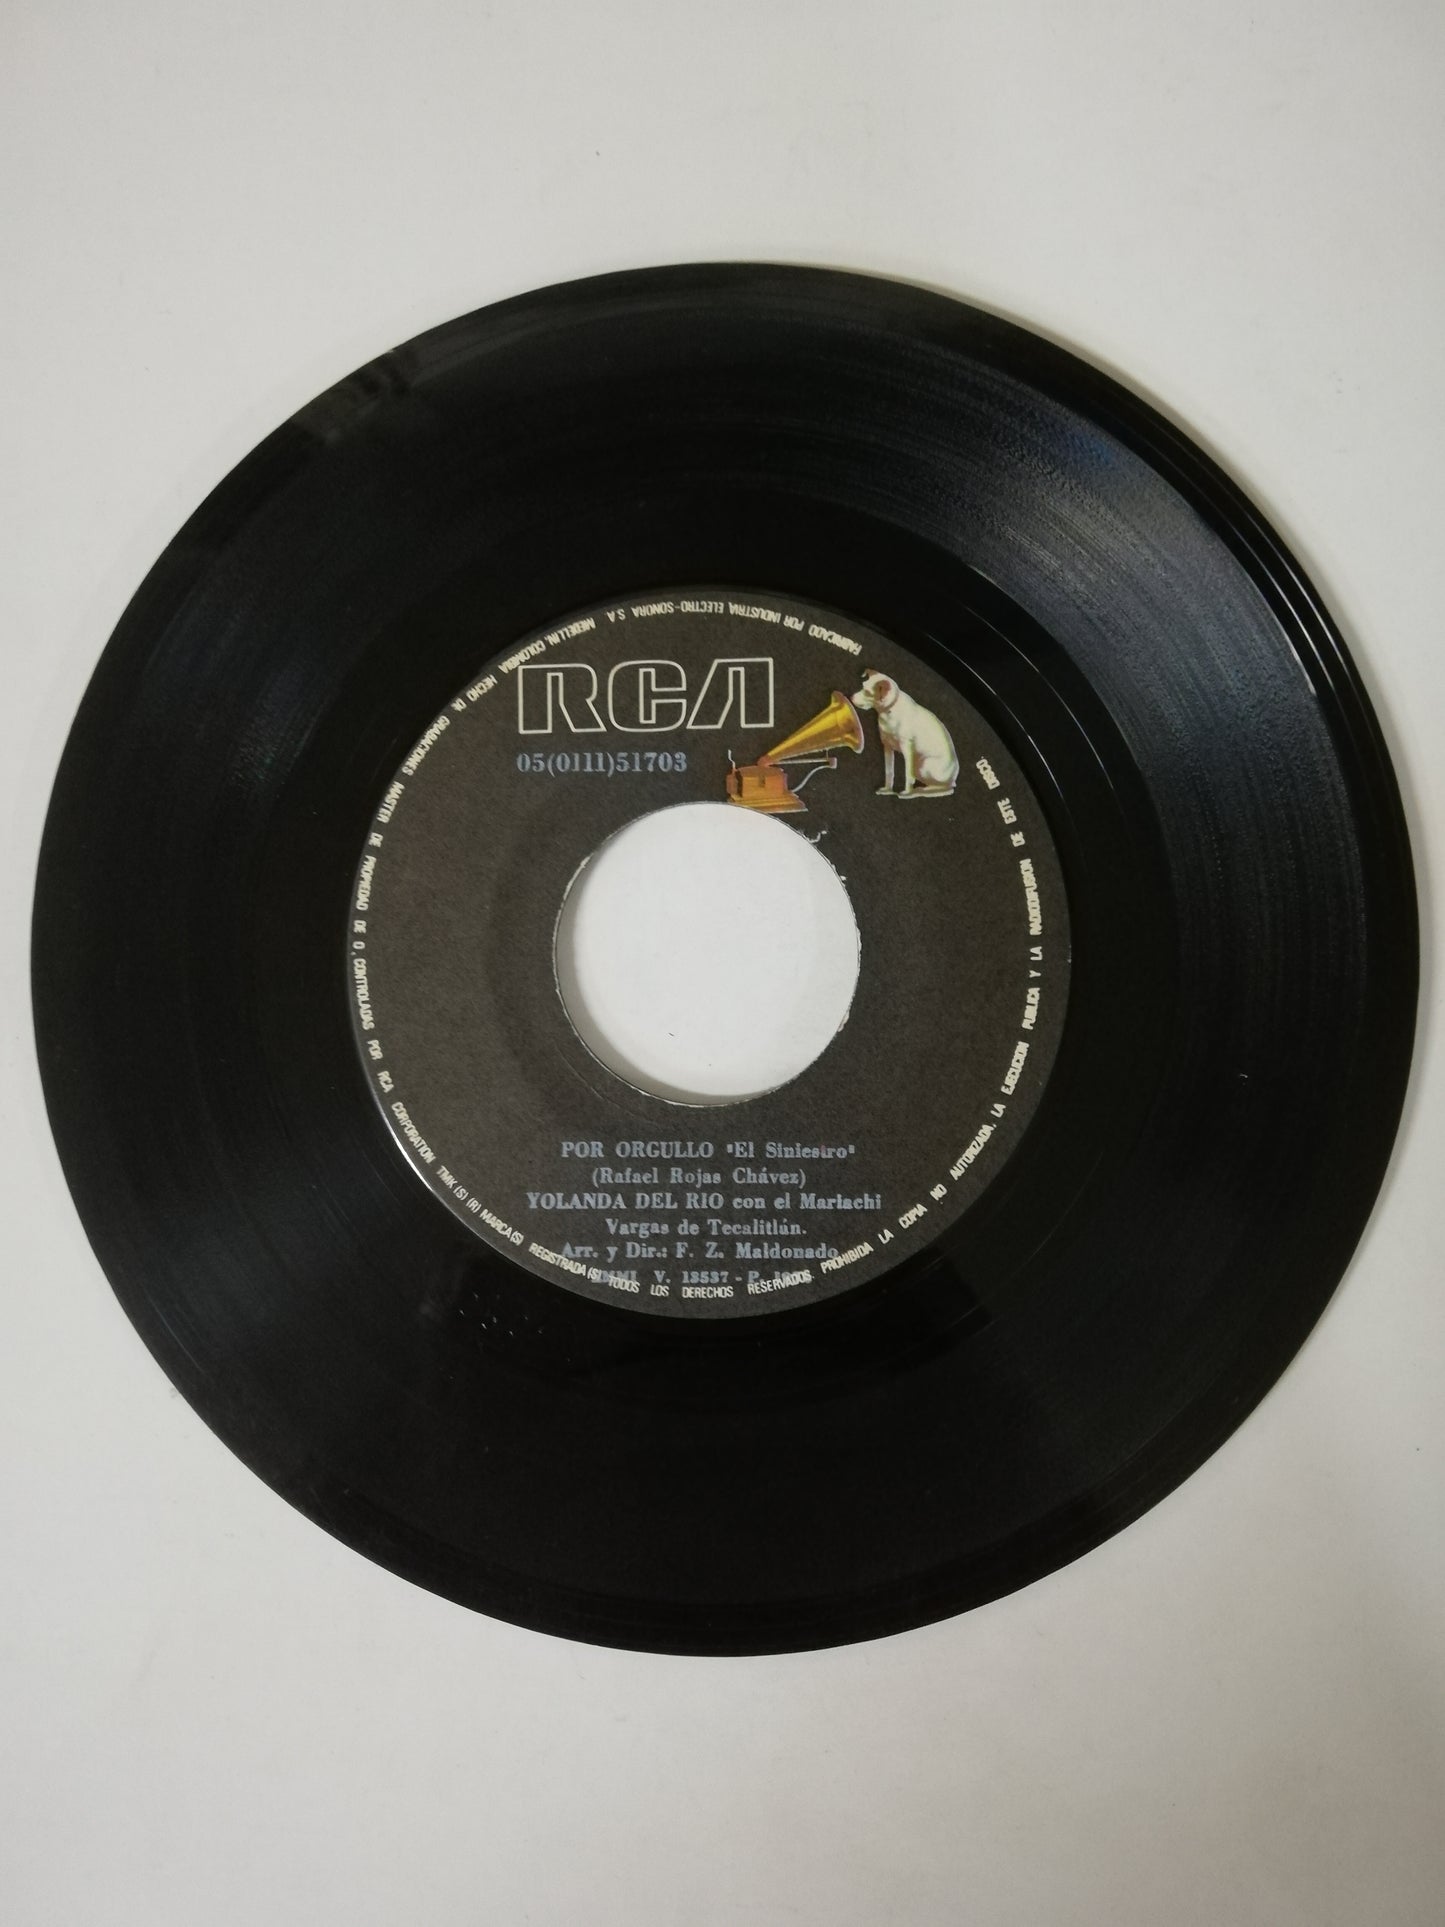 FABRICADO POR INDUSTRIA ELECTRO-SONORA S.A. MEDELLIN, COLOMBIA HECHO DE GRABACIONES MASTER DE PROPIEDAD DE O, CONTROLADAS POR RCA CORPORATION TMK (S) (R) MARCA(S) REGISTRADA (S) TODOS LOS DERECHOS RESERVADOS. PROHIBIDA LA COPIA NO AUTORIZADA, LA EJECUCION PUBLICA Y LA RADIODIFUSION DE ESTE DISCO.
RCA
05(0111)51703
POR ORGULLO "El Siniestro"
(Rafael Rojas Chávez)
YOLANDA DEL RIO con el Mariachi
Vargas de Tecalitlán.
Arr. y Dir.: F. Z. Maldonado
V. 13537 - P.